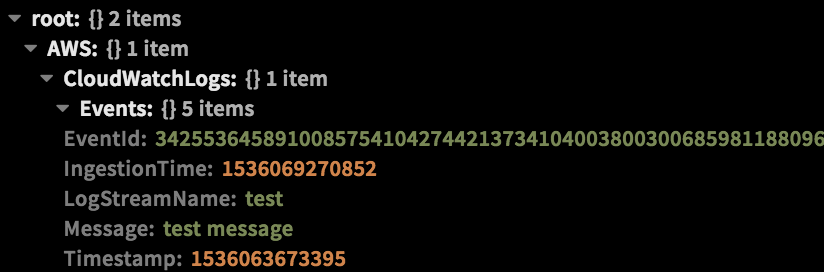 root: {} 2 items
AWS: {} 1 item
CloudWatchLogs: {} 1 item
Events: {} 5 items
EventId: 34255364589100857541042744213734104003800300685981188096
IngestionTime: 1536069270852
LogStreamName: test
Message: test message
Timestamp: 1536063673395